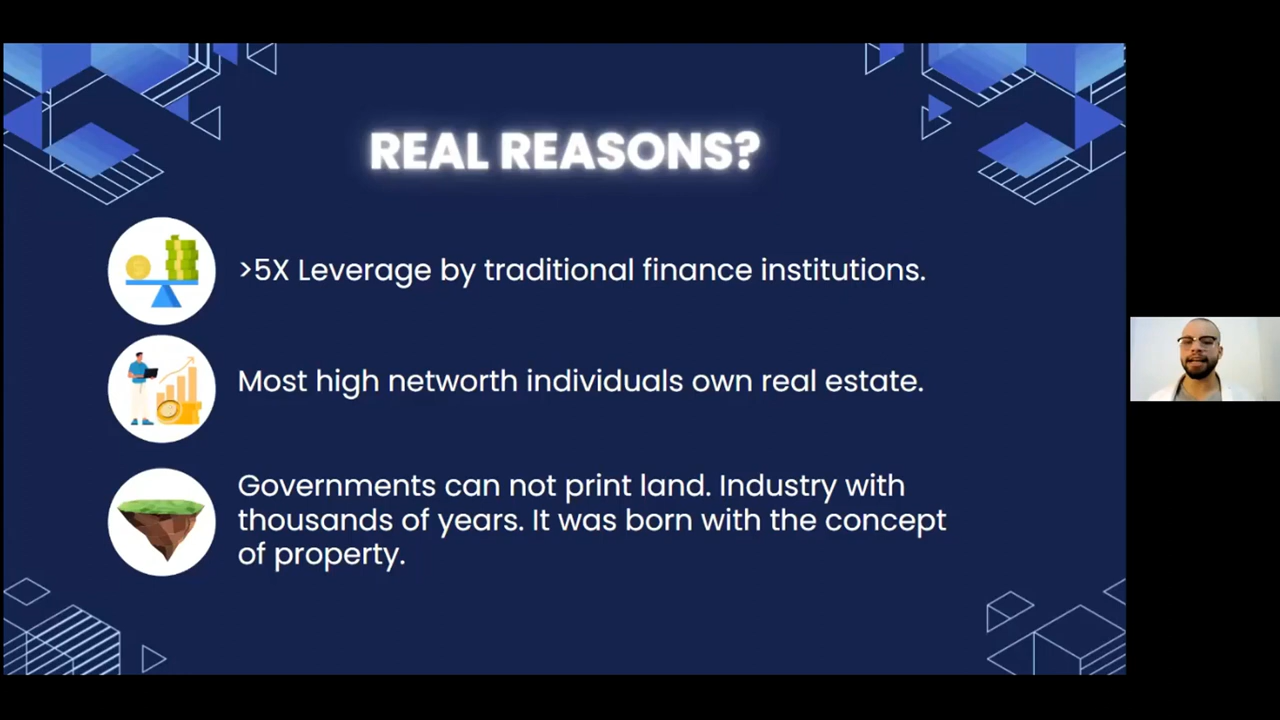 REAL REASONS?
>5X Leverage by traditional finance institutions.
Most high networth individuals own real estate.
Governments can not print land. Industry with
thousands of years. It was born with the concept
of property.